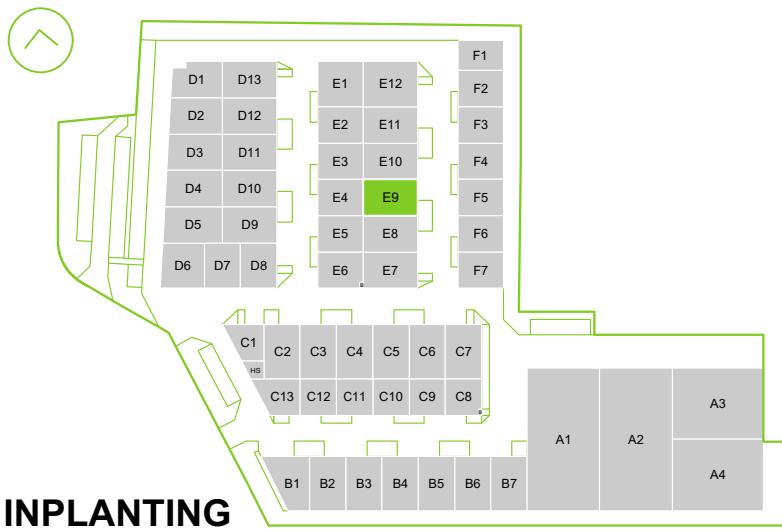 F1
D1 D13 E1 E12 F2
D2 D12 E2 E11 F3
D3 D11 E3 E10 F4
D4 D10 E4 E9 F5
D5 D9 E5 E8 F6
D6 D7 D8 E6 E7 F7
C1 C2 C3 C4 C5 C6 C7
HS
C13 C12 C11 C10 C9 C8
A1 A2 A3
A4
B1 B2 B3 B4 B5 B6 B7
INPLANTING